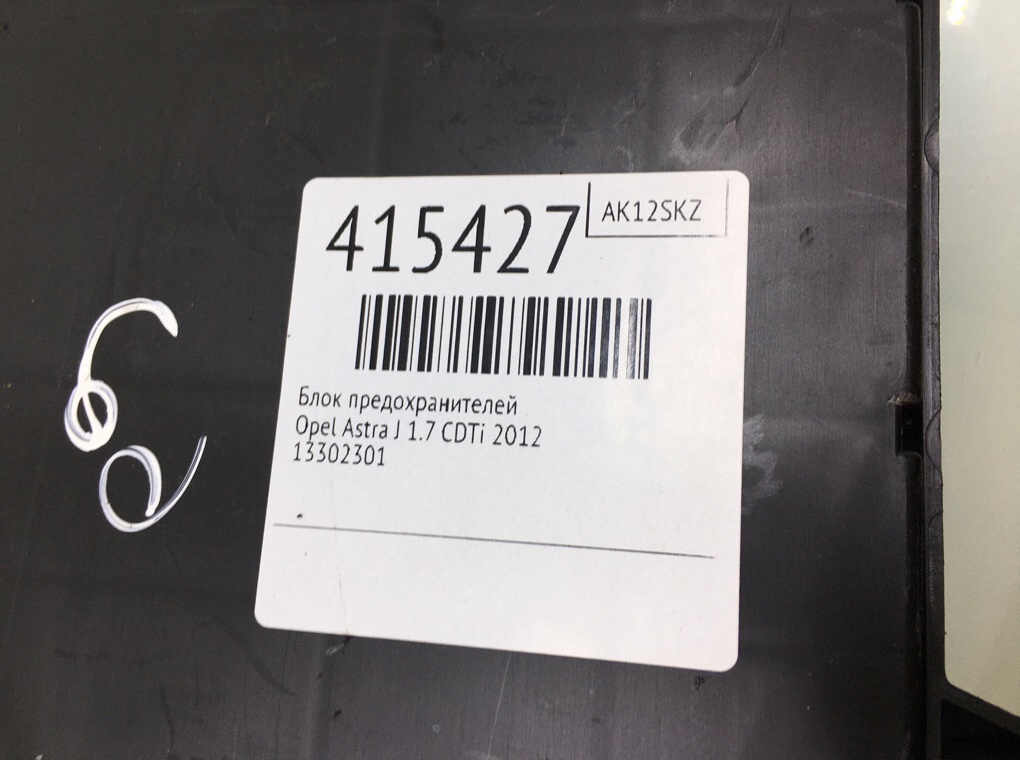 415427
AK12SKZ
Блок предохранителей
Opel Astra J 1.7 CDTi 2012
13302301